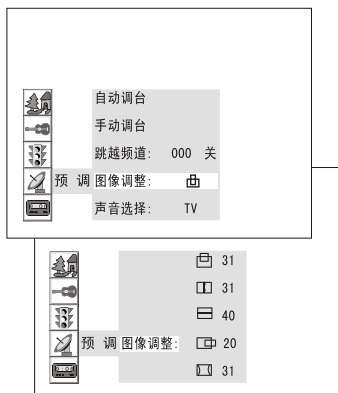 自动调台
手动调台
跳越频道: 000 关
预 调 图像调整:
声音选择: TV
31
31
40
预 调 图像调整: 20
31